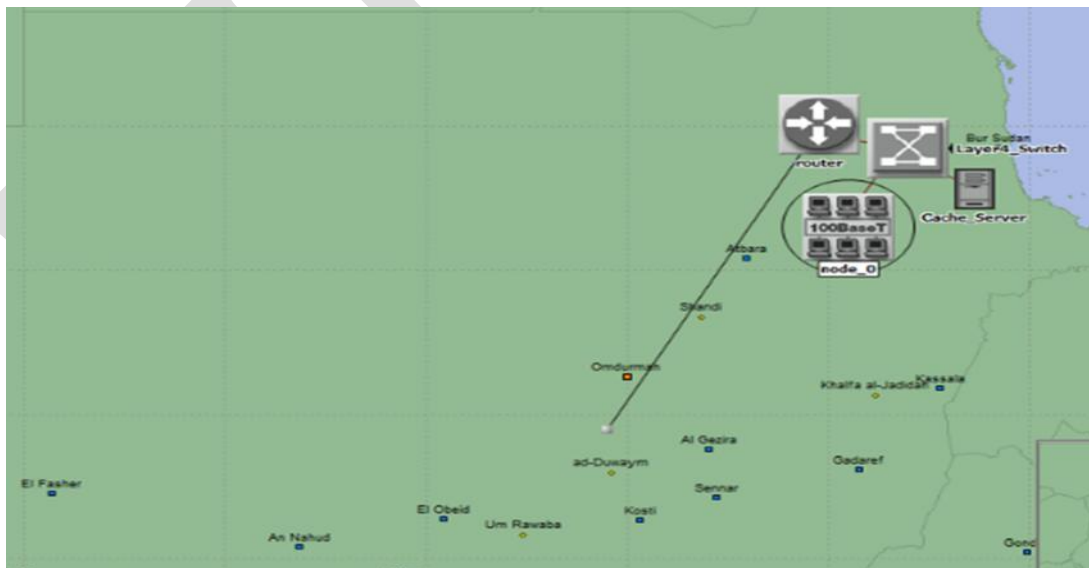 Bur Sudan
Layer4_Switch
router
Cache_Server
100BaseT
node_0
Atbara
Shandi
Omdurman
Khalfa al-Jadidah
Kassala
Al Gezira
ad-Duwaym
Gadaref
El Fasher
Sennar
El Obeid
Kosti
Um Rawaba
An Nahud
Gond